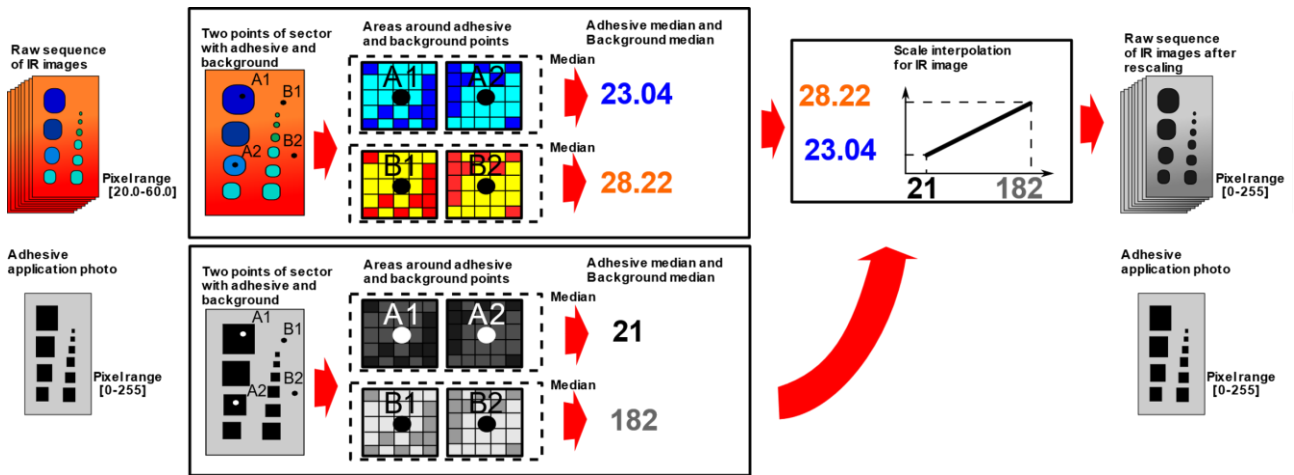 Raw sequence
of IR images
Pixel range
[20.0-60.0]
Two points of sector
with adhesive and
background
A1
B1
A2
B2
Areas around adhesive
and background points
A1
A2
B1
B2
Median
Median
Adhesive median and
Background median
23.04
28.22
Scale interpolation
for IR image
28.22
23.04
21
182
Raw sequence
of IR images after
rescaling
Pixel range
[0-255]
Adhesive
application photo
Pixel range
[0-255]
Two points of sector
with adhesive and
background
A1
B1
A2
B2
Areas around adhesive
and background points
A1
A2
B1
B2
Median
Median
Adhesive median and
Background median
21
182
Adhesive
application photo
Pixel range
[0-255]